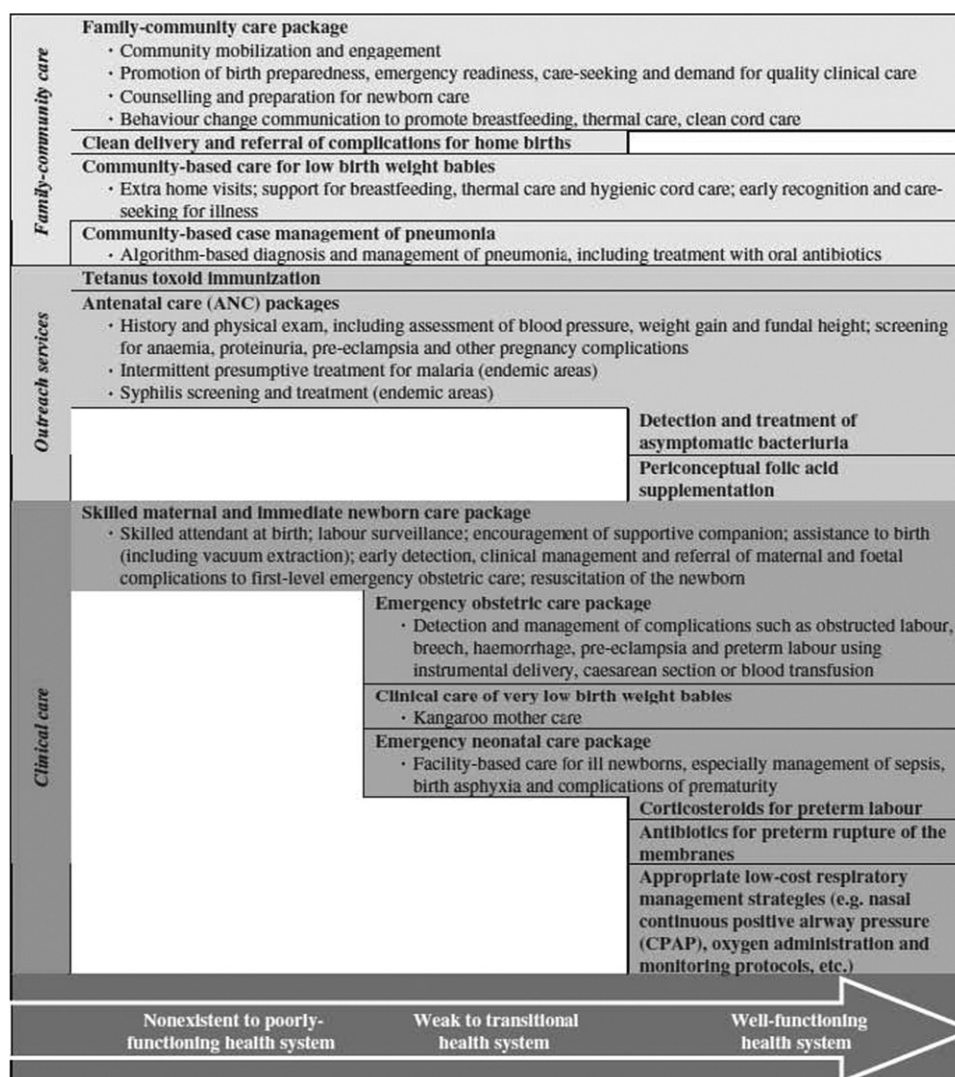 Family-community care
Family-community care package
· Community mobilization and engagement
· Promotion of birth preparedness, emergency readiness, care-seeking and demand for quality clinical care
· Counselling and preparation for newborn care
· Behaviour change communication to promote breastfeeding, thermal care, clean cord care
Clean delivery and referral of complications for home births
Community-based care for low birth weight babies
· Extra home visits; support for breastfeeding, thermal care and hygienic cord care; early recognition and care-
seeking for illness
Community-based case management of pneumonia
· Algorithm-based diagnosis and management of pneumonia, including treatment with oral antibiotics
Outreach services
Tetanus toxoid immunization
Antenatal care (ANC) packages
· History and physical exam, including assessment of blood pressure, weight gain and fundal height; screening
for anaemia, proteinuria, pre-eclampsia and other pregnancy complications
· Intermittent presumptive treatment for malaria (endemic areas)
· Syphilis screening and treatment (endemic areas)
Detection and treatment of
asymptomatic bacteriuria
Periconceptual folic acid
supplementation
Clinical care
Skilled maternal and immediate newborn care package
· Skilled attendant at birth; labour surveillance; encouragement of supportive companion; assistance to birth
(including vacuum extraction); early detection, clinical management and referral of maternal and foetal
complications to first-level emergency obstetric care; resuscitation of the newborn
Emergency obstetric care package
· Detection and management of complications such as obstructed labour,
breech, haemorrhage, pre-eclampsia and preterm labour using
instrumental delivery, caesarean section or blood transfusion
Clinical care of very low birth weight babies
· Kangaroo mother care
Emergency neonatal care package
· Facility-based care for ill newborns, especially management of sepsis,
birth asphyxia and complications of prematurity
Corticosteroids for preterm labour
Antibiotics for preterm rupture of the
membranes
Appropriate low-cost respiratory
management strategies (e.g. nasal
continuous positive airway pressure
(CPAP), oxygen administration and
monitoring protocols, etc.)
Nonexistent to poorly-
functioning health system
Weak to transitional
health system
Well-functioning
health system